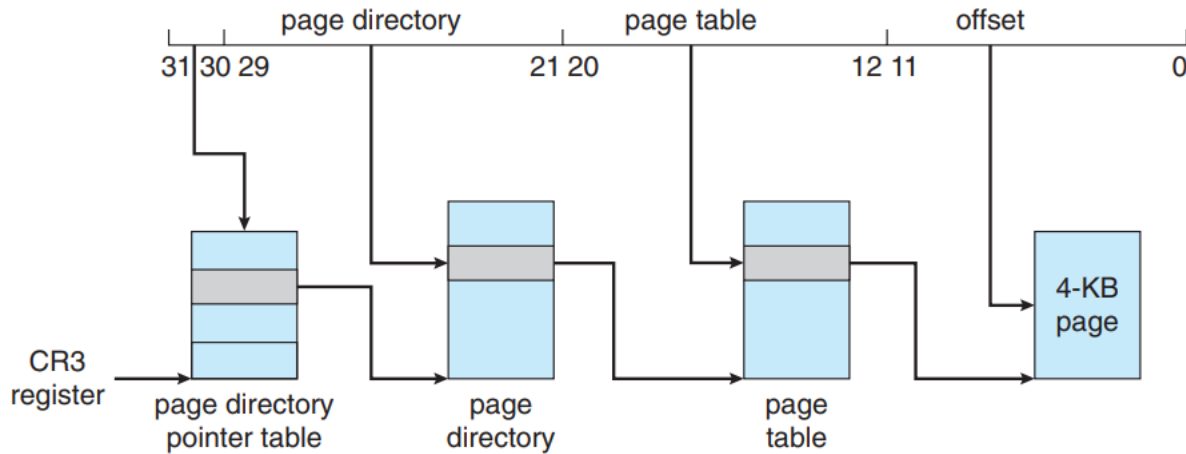 page directory page table offset
31 30 29 21 20 12 11 0
4-KB
page
CR3
register
page directory
pointer table
page
directory
page
table